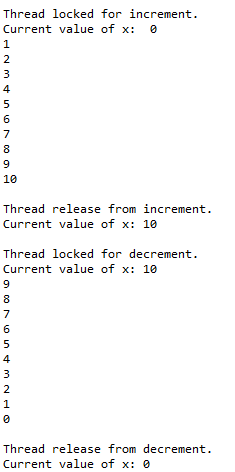 Thread locked for increment.
Current value of x:  0
1
2
3
4
5
6
7
8
9
10
Thread release from increment.
Current value of x: 10
Thread locked for decrement.
Current value of x: 10
9
8
7
6
5
4
3
2
1
0
Thread release from decrement.
Current value of x: 0